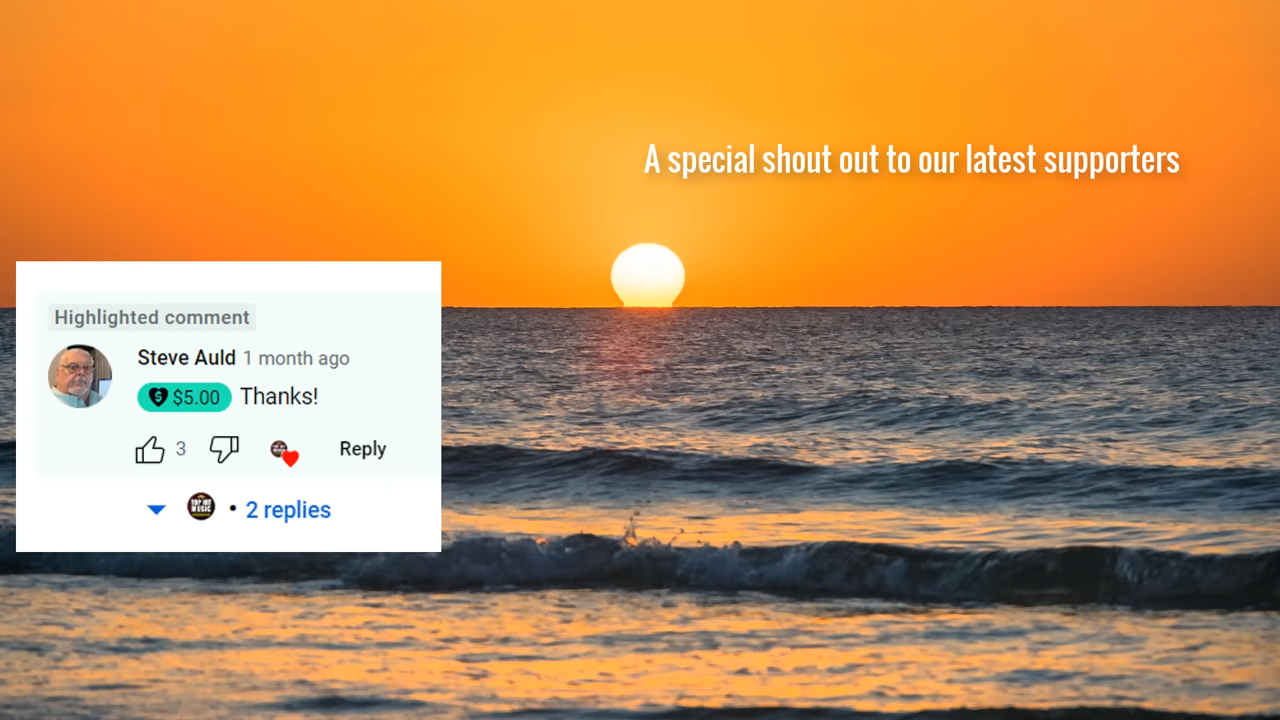 A special shout out to our latest supporters
Highlighted comment
Steve Auld 1 month ago
$5.00 Thanks!
3 Reply
• 2 replies